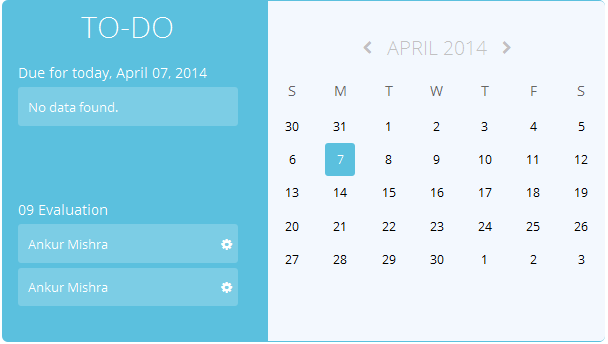 TO-DO
Due for today, April 07, 2014
No data found.
09 Evaluation
Ankur Mishra
Ankur Mishra
APRIL 2014
S M T W T F S
30 31 1 2 3 4 5
6 7 8 9 10 11 12
13 14 15 16 17 18 19
20 21 22 23 24 25 26
27 28 29 30 1 2 3